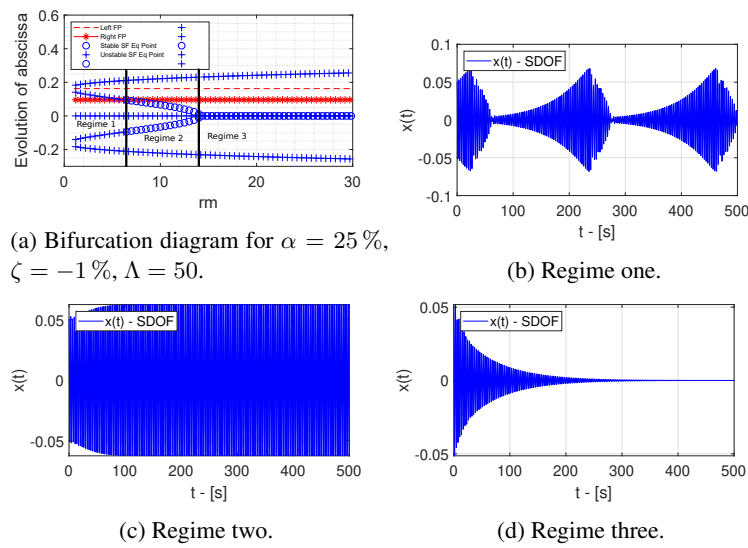 Evolution of abscissa
0.6
0.4
0.2
0
-0.2
Left FP
Right FP
Stable SF Eq Point
Unstable SF Eq Point
Regime 1
Regime 2
Regime 3
0 10 20 30
rm
(a) Bifurcation diagram for α = 25 %,
ζ = −1 %, Λ = 50.
x(t)
0.1
0.05
0
-0.05
-0.1
x(t) - SDOF
0 100 200 300 400 500
t - [s]
(b) Regime one.
x(t)
0.05
0
-0.05
x(t) - SDOF
0 100 200 300 400 500
t - [s]
(c) Regime two.
x(t)
0.05
0
-0.05
x(t) - SDOF
0 100 200 300 400 500
t - [s]
(d) Regime three.